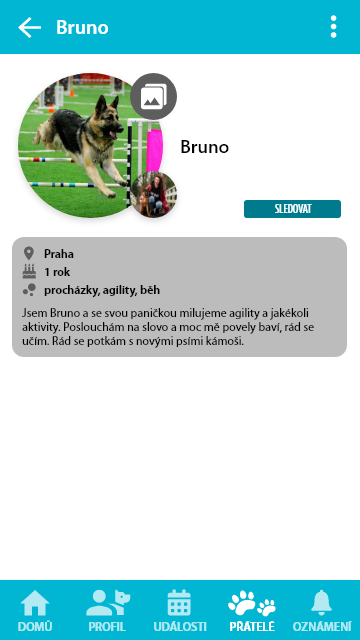 Bruno
Bruno
SLEDOVAT
Praha
1 rok
procházky, agility, běh
Jsem Bruno a se svou paničkou milujeme agility a jakékoli
aktivity. Poslouchám na slovo a moc mě povely baví, rád se
učím. Rád se potkám s novými psími kámoši.
DOMŮ PROFIL UDÁLOSTI PŘÁTELÉ OZNÁMENÍ